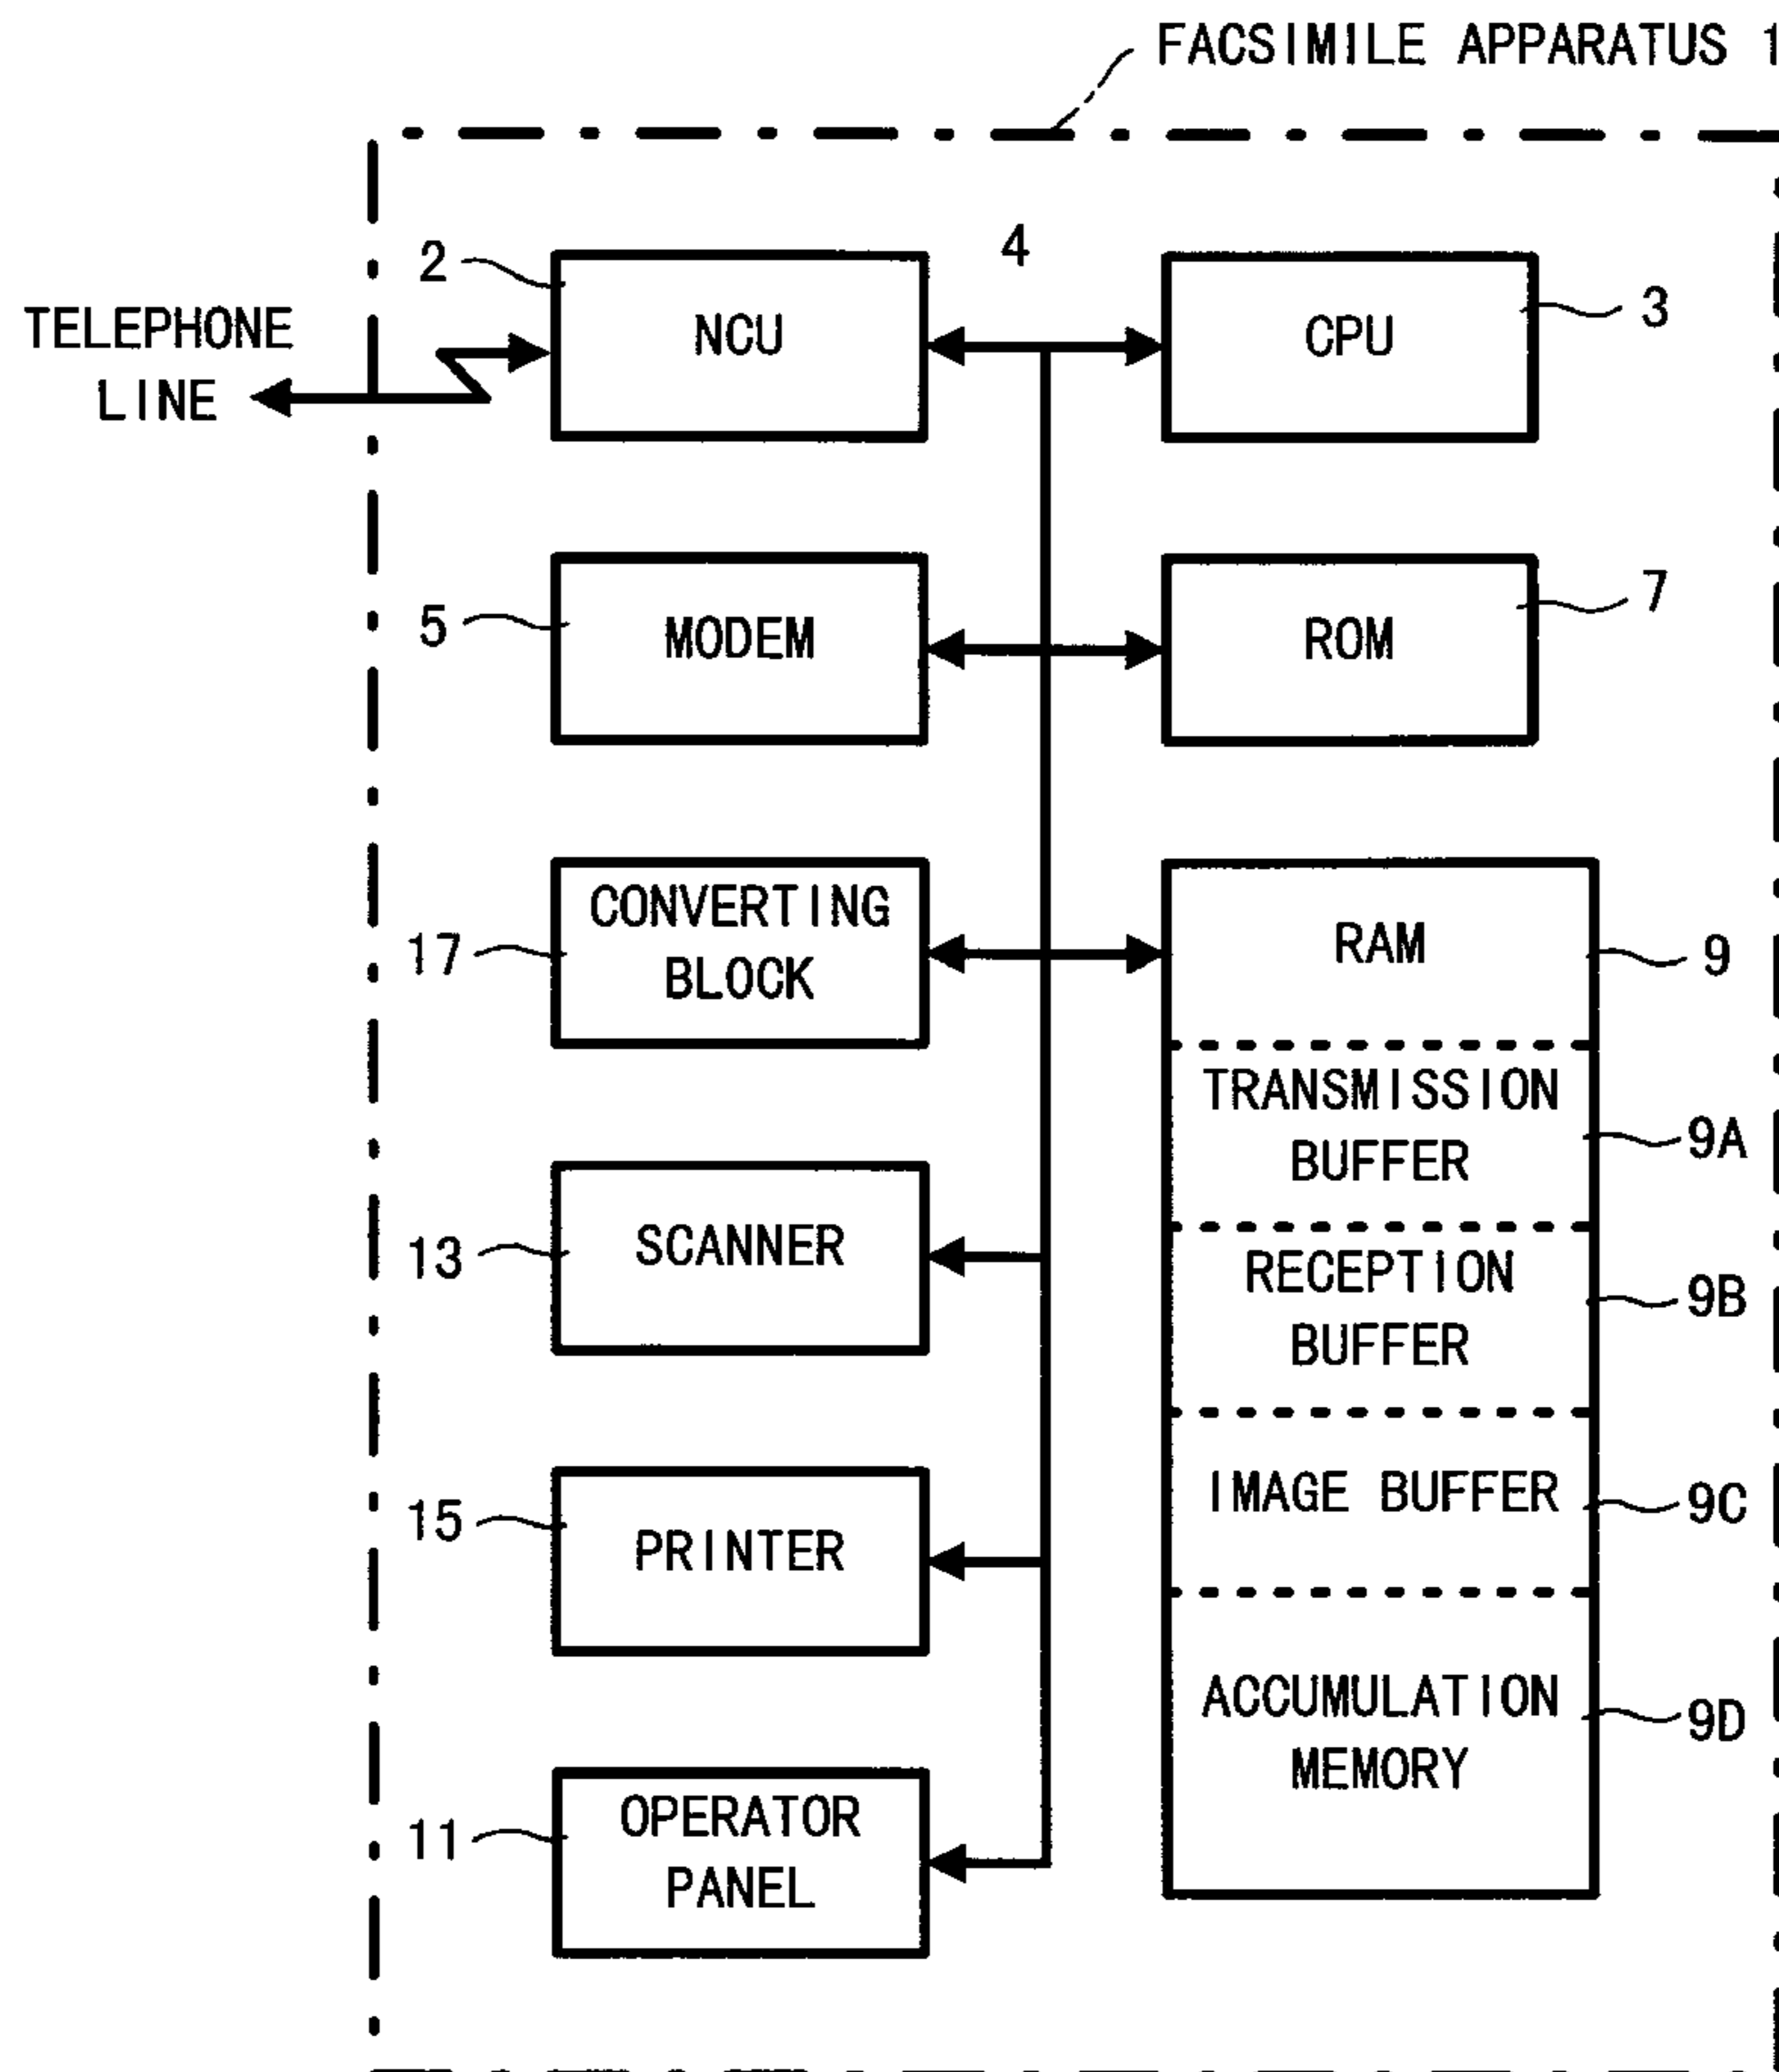 FACSIMILE APPARATUS 1
2
4
3
TELEPHONE
LINE
NCU
CPU
5
MODEM
ROM
7
17
CONVERTING
BLOCK
RAM
9
TRANSMISSION
BUFFER
9A
13
SCANNER
RECEPTION
BUFFER
9B
15
PRINTER
IMAGE BUFFER
9C
ACCUMULATION
MEMORY
9D
11
OPERATOR
PANEL